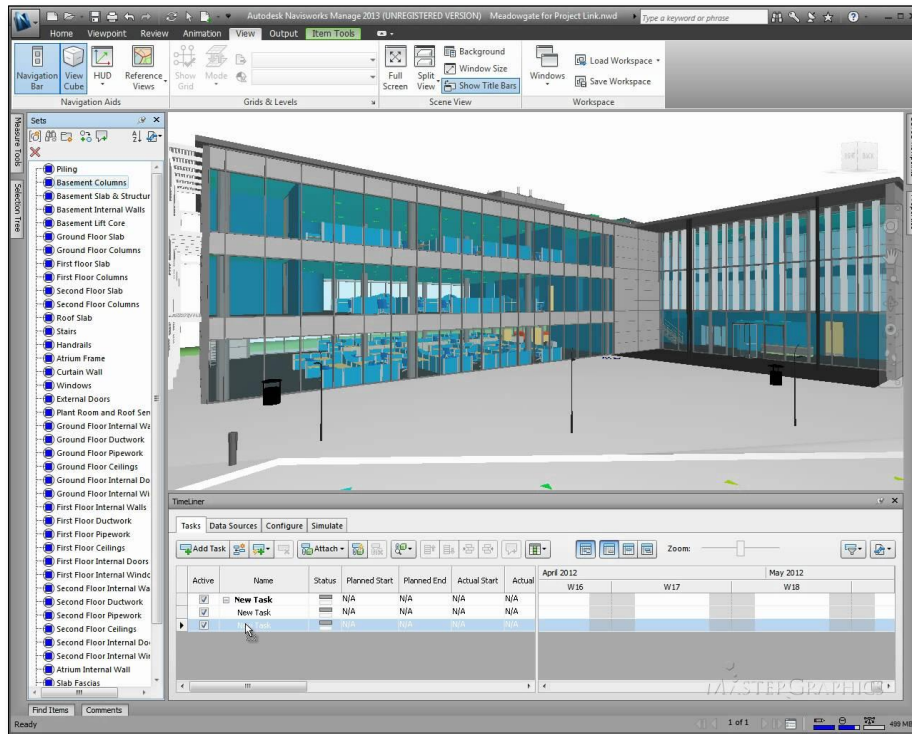 Autodesk Navisworks Manage 2013 (UNREGISTERED VERSION) Meadowgate for Project Link.nwd
Type a keyword or phrase
Home Viewpoint Review Animation View Output Item Tools
Navigation Bar
View Cube
HUD
Reference Views
Show Grid
Mode
Full Screen
Split View
Background
Window Size
Show Title Bars
Windows
Load Workspace
Save Workspace
Navigation Aids
Grids & Levels
Scene View
Workspace
Measure Tools
Selection Tree
Sets
Piling
Basement Columns
Basement Slab & Structur
Basement Internal Walls
Basement Lift Core
Ground Floor Slab
Ground Floor Columns
First floor Slab
First Floor Columns
Second Floor Slab
Second Floor Columns
Roof Slab
Stairs
Handrails
Atrium Frame
Curtain Wall
Windows
External Doors
Plant Room and Roof Serv
Ground Floor Internal Wa
Ground Floor Ductwork
Ground Floor Pipework
Ground Floor Ceilings
Ground Floor Internal Do
Ground Floor Internal Wi
First Floor Internal Walls
First Floor Ductwork
First Floor Pipework
First Floor Ceilings
First Floor Internal Doors
First Floor Internal Windc
Second Floor Internal Wa
Second Floor Ductwork
Second Floor Pipework
Second Floor Ceilings
Second Floor Internal Doo
Second Floor Internal Win
Atrium Internal Wall
Slab Fascias
TimeLiner
Tasks Data Sources Configure Simulate
Add Task
Attach
Zoom:
Active Name Status Planned Start Planned End Actual Start Actual
April 2012 May 2012
W16 W17 W18
New Task N/A N/A N/A N/A
New Task N/A N/A N/A N/A
New Task N/A N/A N/A N/A
MASTERGRAPHICS
Find Items Comments
Ready
1 of 1
499 MB